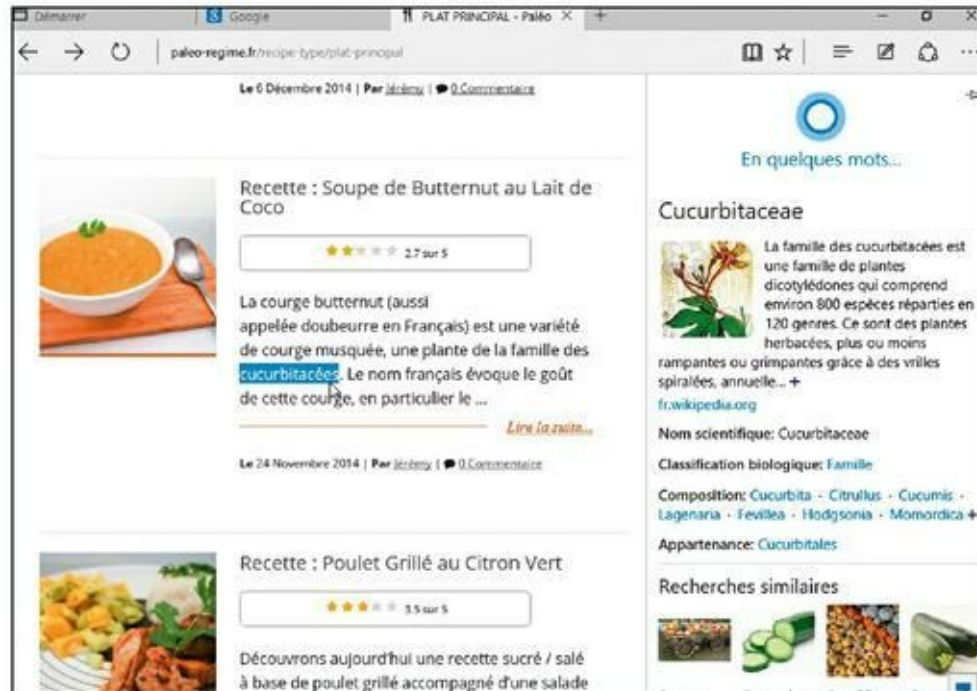 Démarrer
Google
PLAT PRINCIPAL - Paléo
paleo-regime.fr/recipe-type/plat-principal
Le 6 Décembre 2014 | Par Jérémy | 0 Commentaire
Recette : Soupe de Butternut au Lait de
Coco
2.7 sur 5
La courge butternut (aussi
appelée doubeurre en Français) est une variété
de courge musquée, une plante de la famille des
cucurbitacées. Le nom français évoque le goût
de cette courge, en particulier le ...
Lire la suite...
Le 24 Novembre 2014 | Par Jérémy | 0 Commentaire
Recette : Poulet Grillé au Citron Vert
3.5 sur 5
Découvrons aujourd'hui une recette sucré / salé
à base de poulet grillé accompagné d'une salade
En quelques mots...
Cucurbitaceae
La famille des cucurbitacées est
une famille de plantes
dicotylédones qui comprend
environ 800 espèces réparties en
120 genres. Ce sont des plantes
herbacées, plus ou moins
rampantes ou grimpantes grâce à des vrilles
spiralées, annuelle... +
fr.wikipedia.org
Nom scientifique: Cucurbitaceae
Classification biologique: Famille
Composition: Cucurbita - Citrullus - Cucumis -
Lagenaria - Fevillea - Hodgsonia - Momordica +
Appartenance: Cucurbitales
Recherches similaires